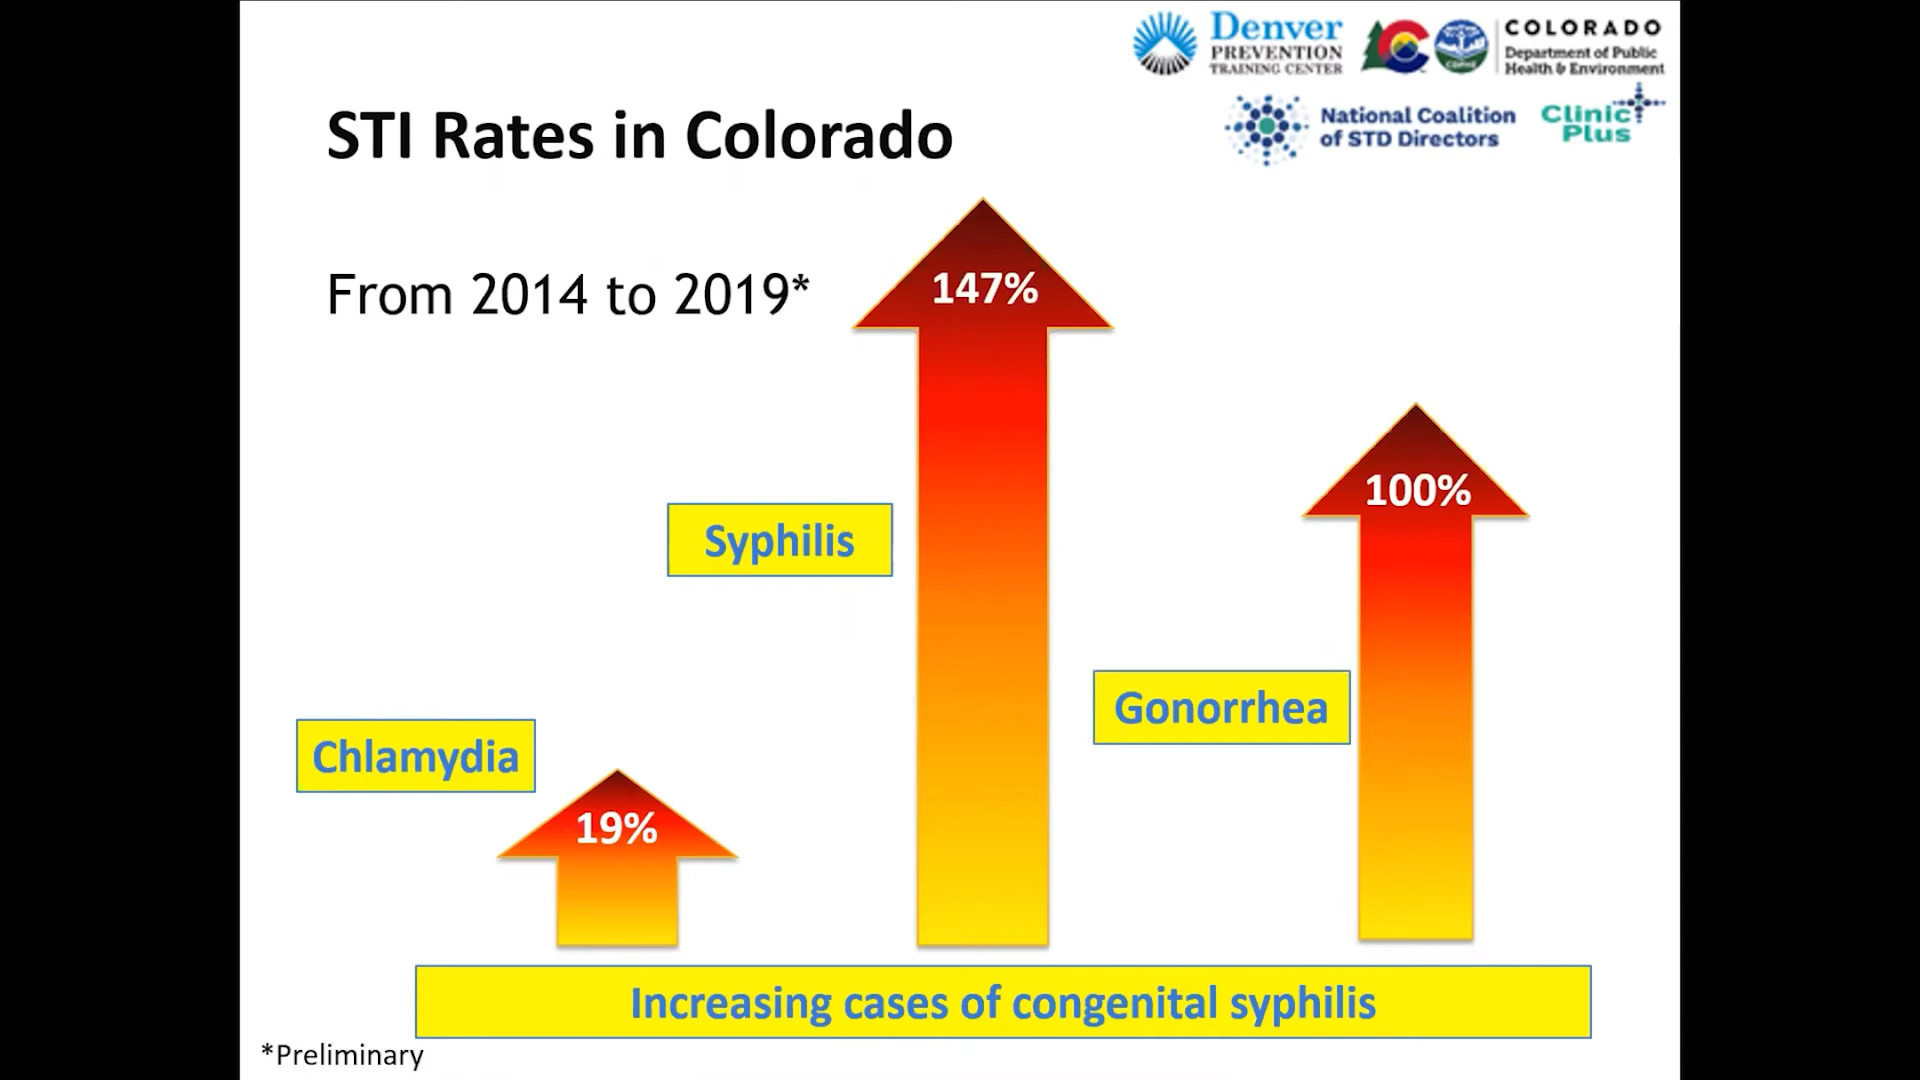 Denver
PREVENTION
TRAINING CENTER
COLORADO
Department of Public
Health & Environment
CDPHE
National Coalition
of STD Directors
Clinic
Plus
STI Rates in Colorado
From 2014 to 2019*
147%
100%
Syphilis
Gonorrhea
Chlamydia
19%
Increasing cases of congenital syphilis
*Preliminary